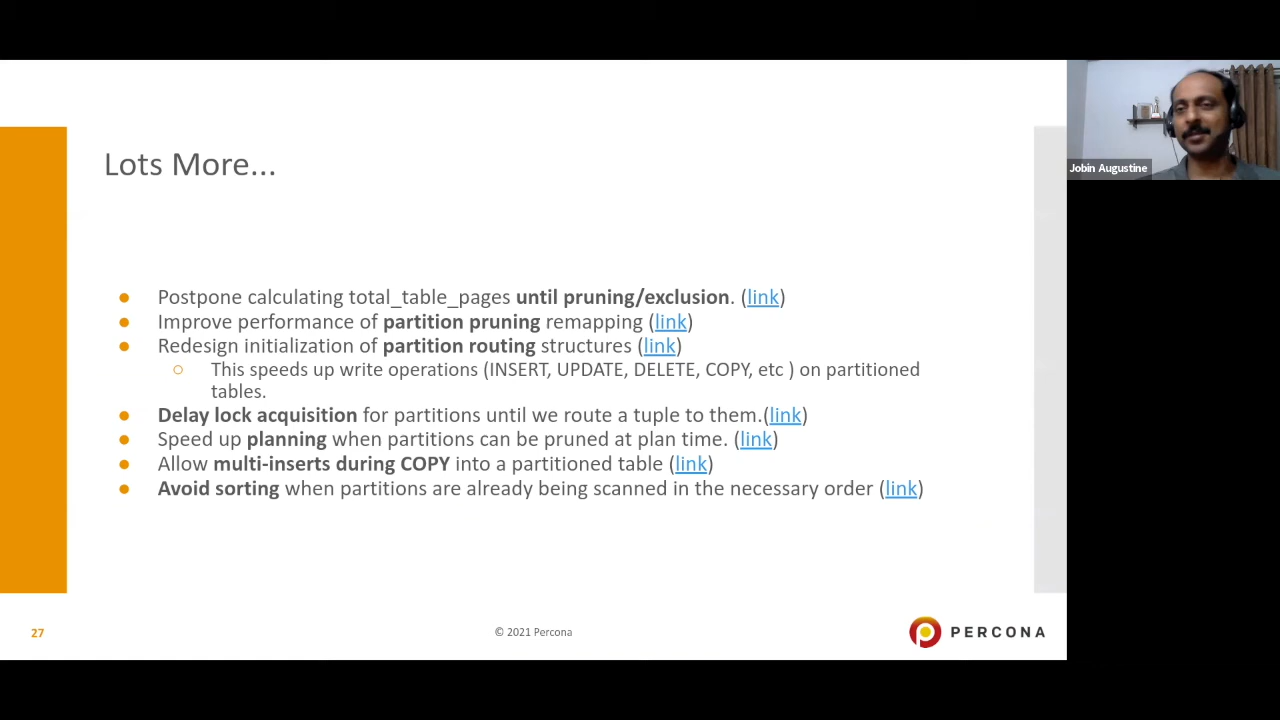 Lots More...
● Postpone calculating total_table_pages until pruning/exclusion. (link)
● Improve performance of partition pruning remapping (link)
● Redesign initialization of partition routing structures (link)
○ This speeds up write operations (INSERT, UPDATE, DELETE, COPY, etc ) on partitioned
tables.
● Delay lock acquisition for partitions until we route a tuple to them.(link)
● Speed up planning when partitions can be pruned at plan time. (link)
● Allow multi-inserts during COPY into a partitioned table (link)
● Avoid sorting when partitions are already being scanned in the necessary order (link)
27
© 2021 Percona
PERCONA
Jobin Augustine